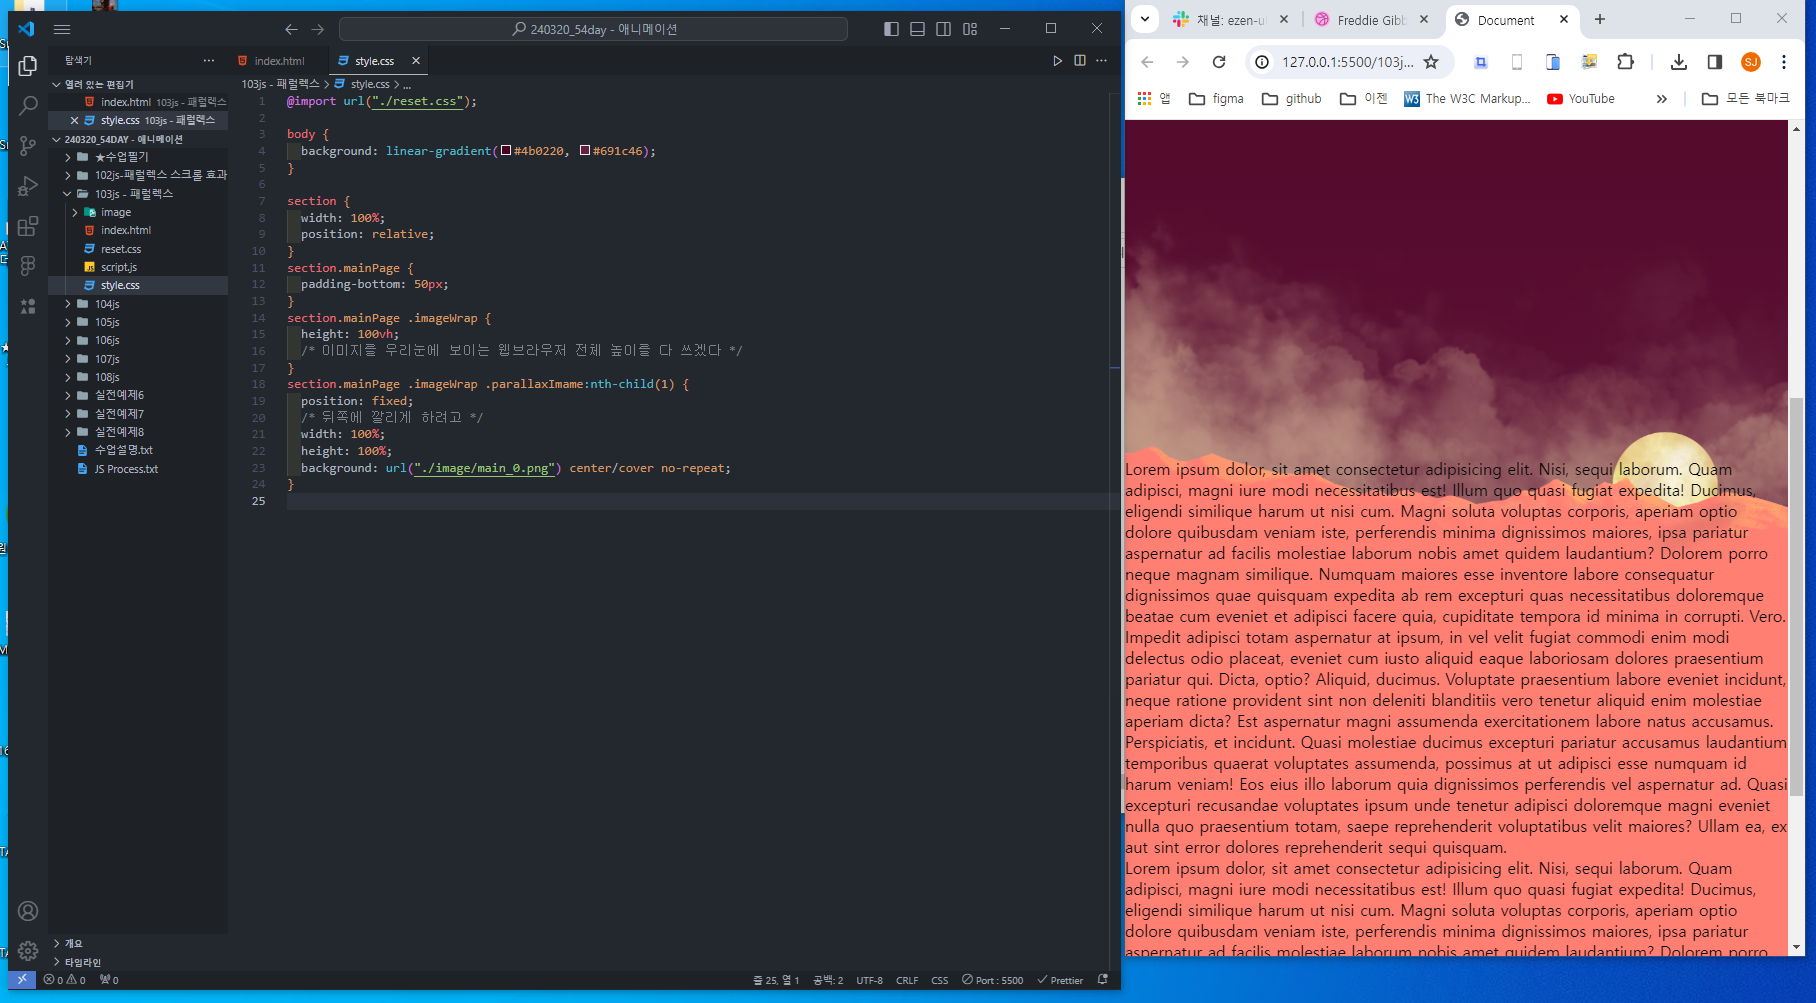 240320_54day - 애니메이션
탐색기
열려 있는 편집기
index.html 103js - 패럴렉스
style.css 103js - 패럴렉스
240320_54DAY - 애니메이션
★수업필기
102js-패럴렉스 스크롤 효과
103js - 패럴렉스
image
index.html
reset.css
script.js
style.css
104js
105js
106js
107js
108js
실전예제6
실전예제7
실전예제8
수업설명.txt
JS Process.txt
개요
타임라인
index.html
style.css
103js - 패럴렉스 > style.css > ...
1 @import url("./reset.css");
2
3 body {
4 background: linear-gradient(#4b0220, #691c46);
5 }
6
7 section {
8 width: 100%;
9 position: relative;
10 }
11 section.mainPage {
12 padding-bottom: 50px;
13 }
14 section.mainPage .imageWrap {
15 height: 100vh;
16 /* 이미지를 우리눈에 보이는 웹브라우저 전체 높이를 다 쓰겠다 */
17 }
18 section.mainPage .imageWrap .parallaxImame:nth-child(1) {
19 position: fixed;
20 /* 뒤쪽에 깔리게 하려고 */
21 width: 100%;
22 height: 100%;
23 background: url("./image/main_0.png") center/cover no-repeat;
24 }
25
0 0 0
줄 25, 열 1 공백: 2 UTF-8 CRLF CSS Port : 5500 Prettier
채널: ezen-u
Freddie Gibb
Document
127.0.0.1:5500/103j...
SJ
앱 figma github 이젠 The W3C Markup... YouTube 모든 북마크
Lorem ipsum dolor, sit amet consectetur adipisicing elit. Nisi, sequi laborum. Quam
adipisci, magni iure modi necessitatibus est! Illum quo quasi fugiat expedita! Ducimus,
eligendi similique harum ut nisi cum. Magni soluta voluptas corporis, aperiam optio
dolore quibusdam veniam iste, perferendis minima dignissimos maiores, ipsa pariatur
aspernatur ad facilis molestiae laborum nobis amet quidem laudantium? Dolorem porro
neque magnam similique. Numquam maiores esse inventore labore consequatur
dignissimos quae quisquam expedita ab rem excepturi quas necessitatibus doloremque
beatae cum eveniet et adipisci facere quia, cupiditate tempora id minima in corrupti. Vero.
Impedit adipisci totam aspernatur at ipsum, in vel velit fugiat commodi enim modi
delectus odio placeat, eveniet cum iusto aliquid eaque laboriosam dolores praesentium
pariatur qui. Dicta, optio? Aliquid, ducimus. Voluptate praesentium labore eveniet incidunt,
neque ratione provident sint non deleniti blanditiis vero tenetur aliquid enim molestiae
aperiam dicta? Est aspernatur magni assumenda exercitationem labore natus accusamus.
Perspiciatis, et incidunt. Quasi molestiae ducimus excepturi pariatur accusamus laudantium
temporibus quaerat voluptates assumenda, possimus at ut adipisci esse numquam id
harum veniam! Eos eius illo laborum quia dignissimos perferendis vel aspernatur ad. Quasi
excepturi recusandae voluptates ipsum unde tenetur adipisci doloremque magni eveniet
nulla quo praesentium totam, saepe reprehenderit voluptatibus velit maiores? Ullam ea, ex
aut sint error dolores reprehenderit sequi quisquam.
Lorem ipsum dolor, sit amet consectetur adipisicing elit. Nisi, sequi laborum. Quam
adipisci, magni iure modi necessitatibus est! Illum quo quasi fugiat expedita! Ducimus,
eligendi similique harum ut nisi cum. Magni soluta voluptas corporis, aperiam optio
dolore quibusdam veniam iste, perferendis minima dignissimos maiores, ipsa pariatur
aspernatur ad facilis molestiae laborum nobis amet quidem laudantium? Dolorem porro